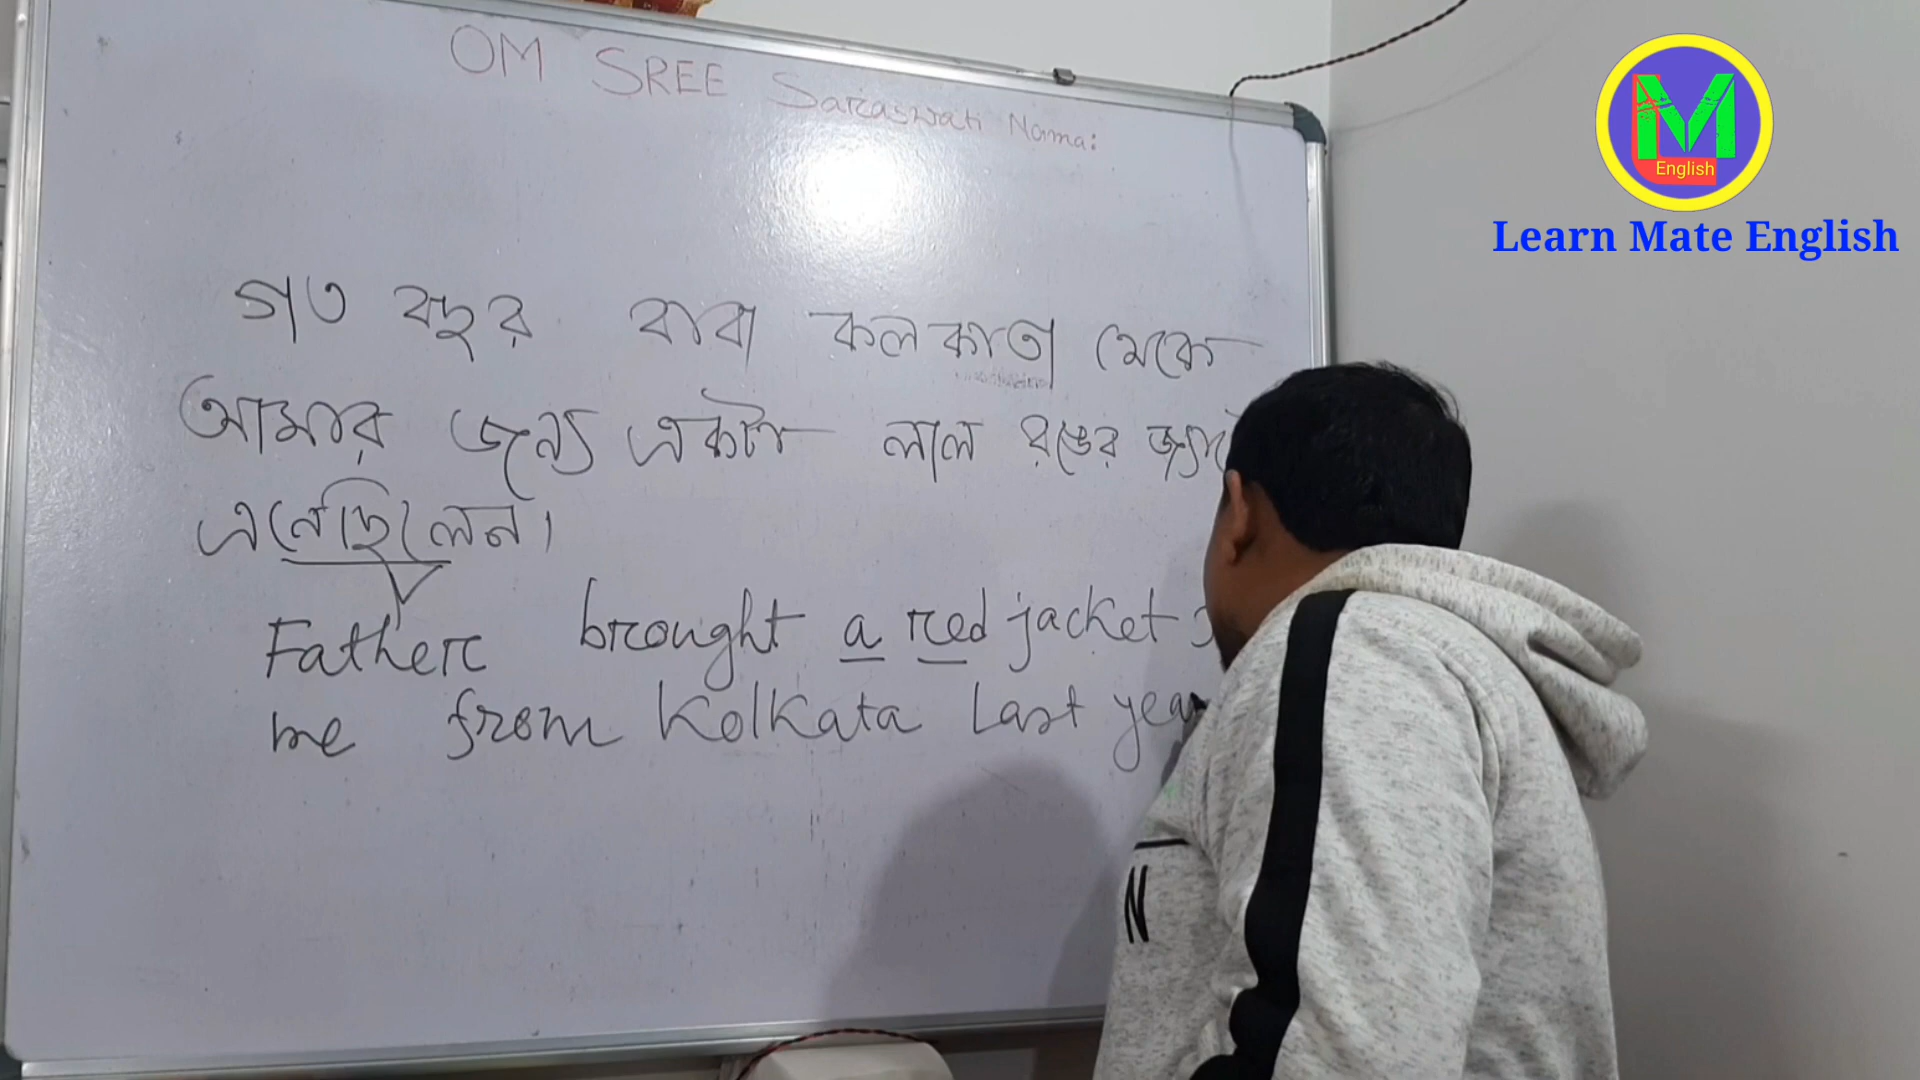 OM SREE Saraswati Nama:
গত বছর বাবা কলকাতা থেকে
আমার জন্য একটা লাল রঙের
এনেছিলেন।
Father brought a red jacket
me from Kolkata last year
N
M
English
Learn Mate English